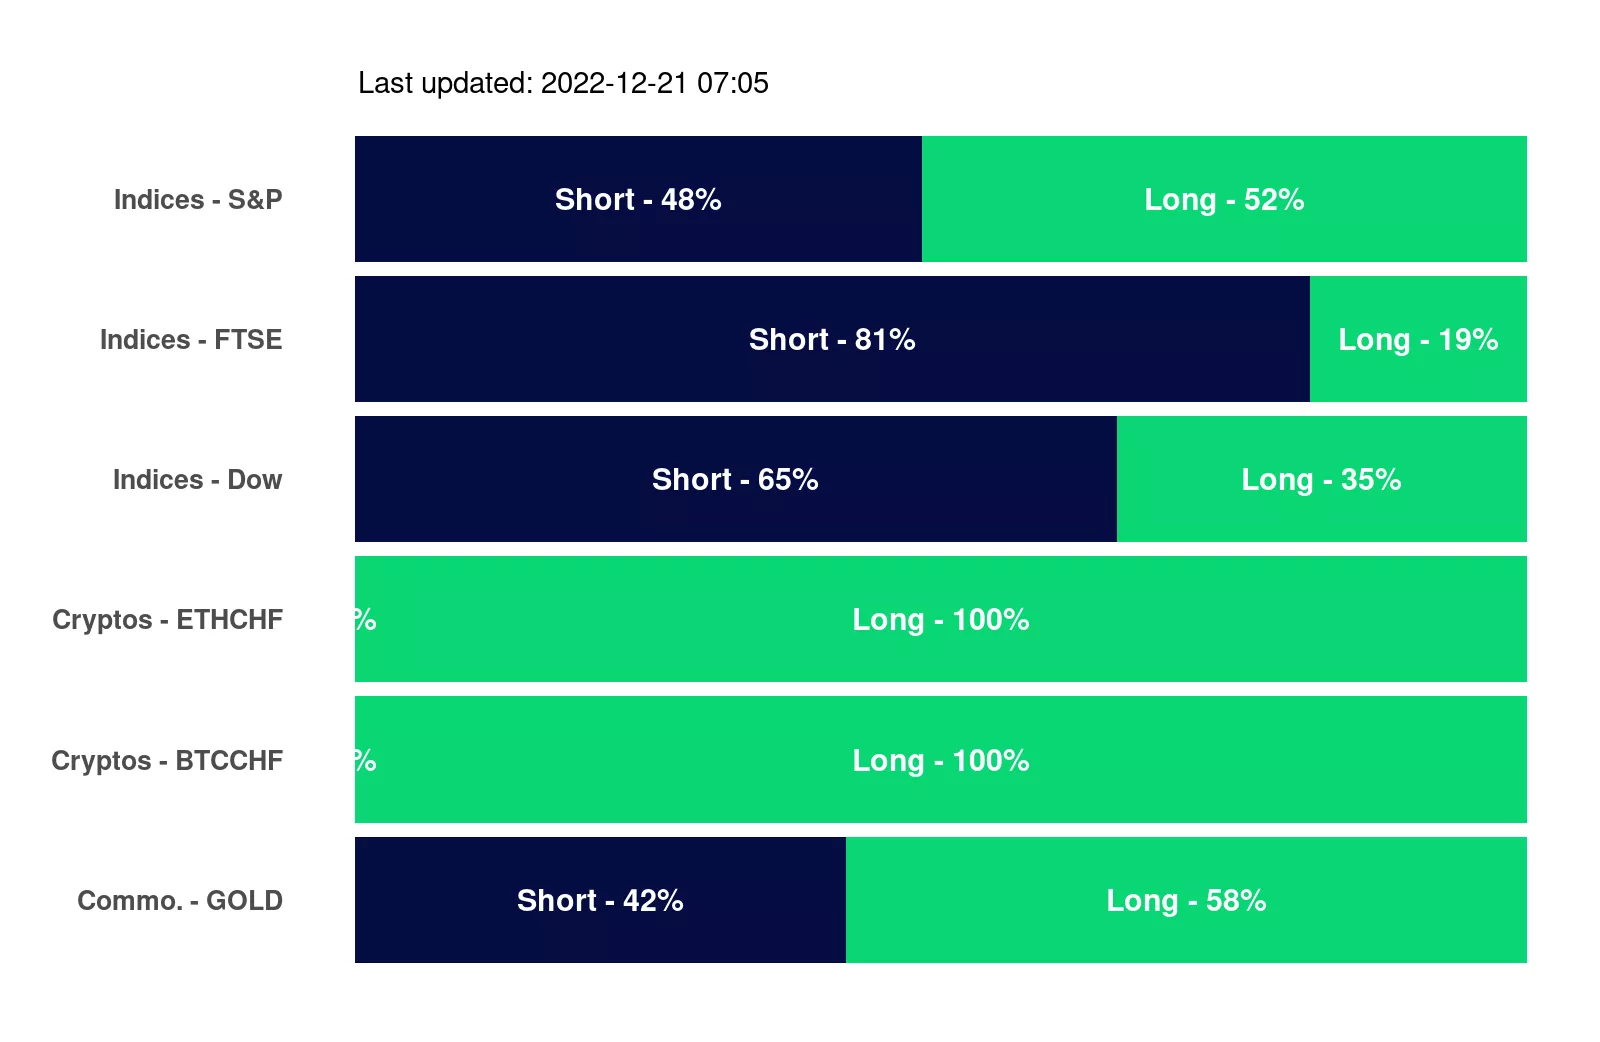 Last updated: 2022-12-21 07:05
Indices - S&P Short - 48% Long - 52%
Indices - FTSE Short - 81% Long - 19%
Indices - Dow Short - 65% Long - 35%
Cryptos - ETHCHF % Long - 100%
Cryptos - BTCCHF % Long - 100%
Commo. - GOLD Short - 42% Long - 58%